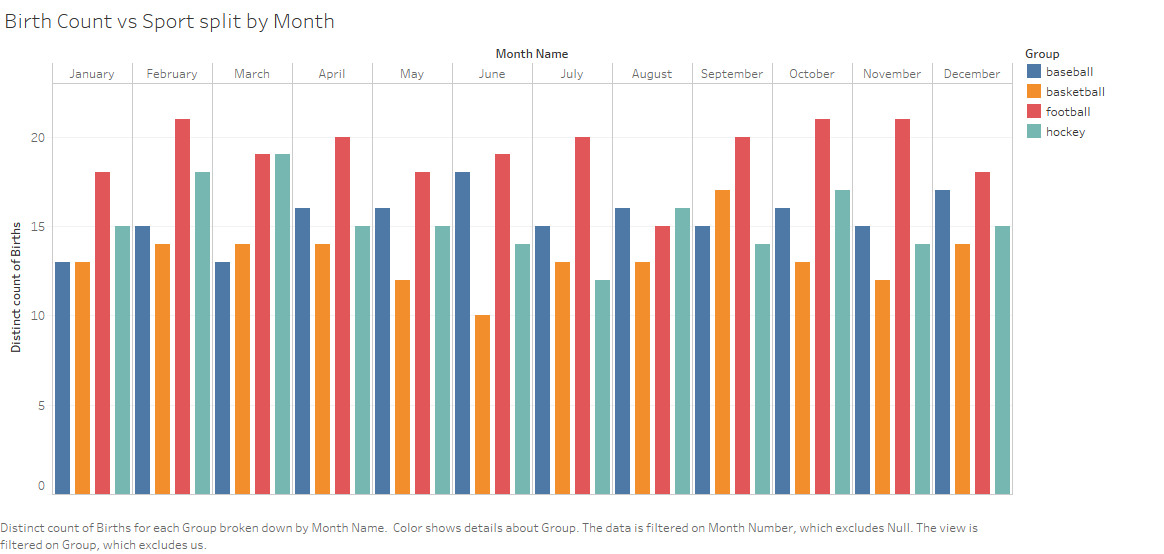 Birth Count vs Sport split by Month
Month Name
January February March April May June July August September October November December
Distinct count of Births
20
15
10
5
0
Group
baseball
basketball
football
hockey
Distinct count of Births for each Group broken down by Month Name.  Color shows details about Group. The data is filtered on Month Number, which excludes Null. The view is
filtered on Group, which excludes us.